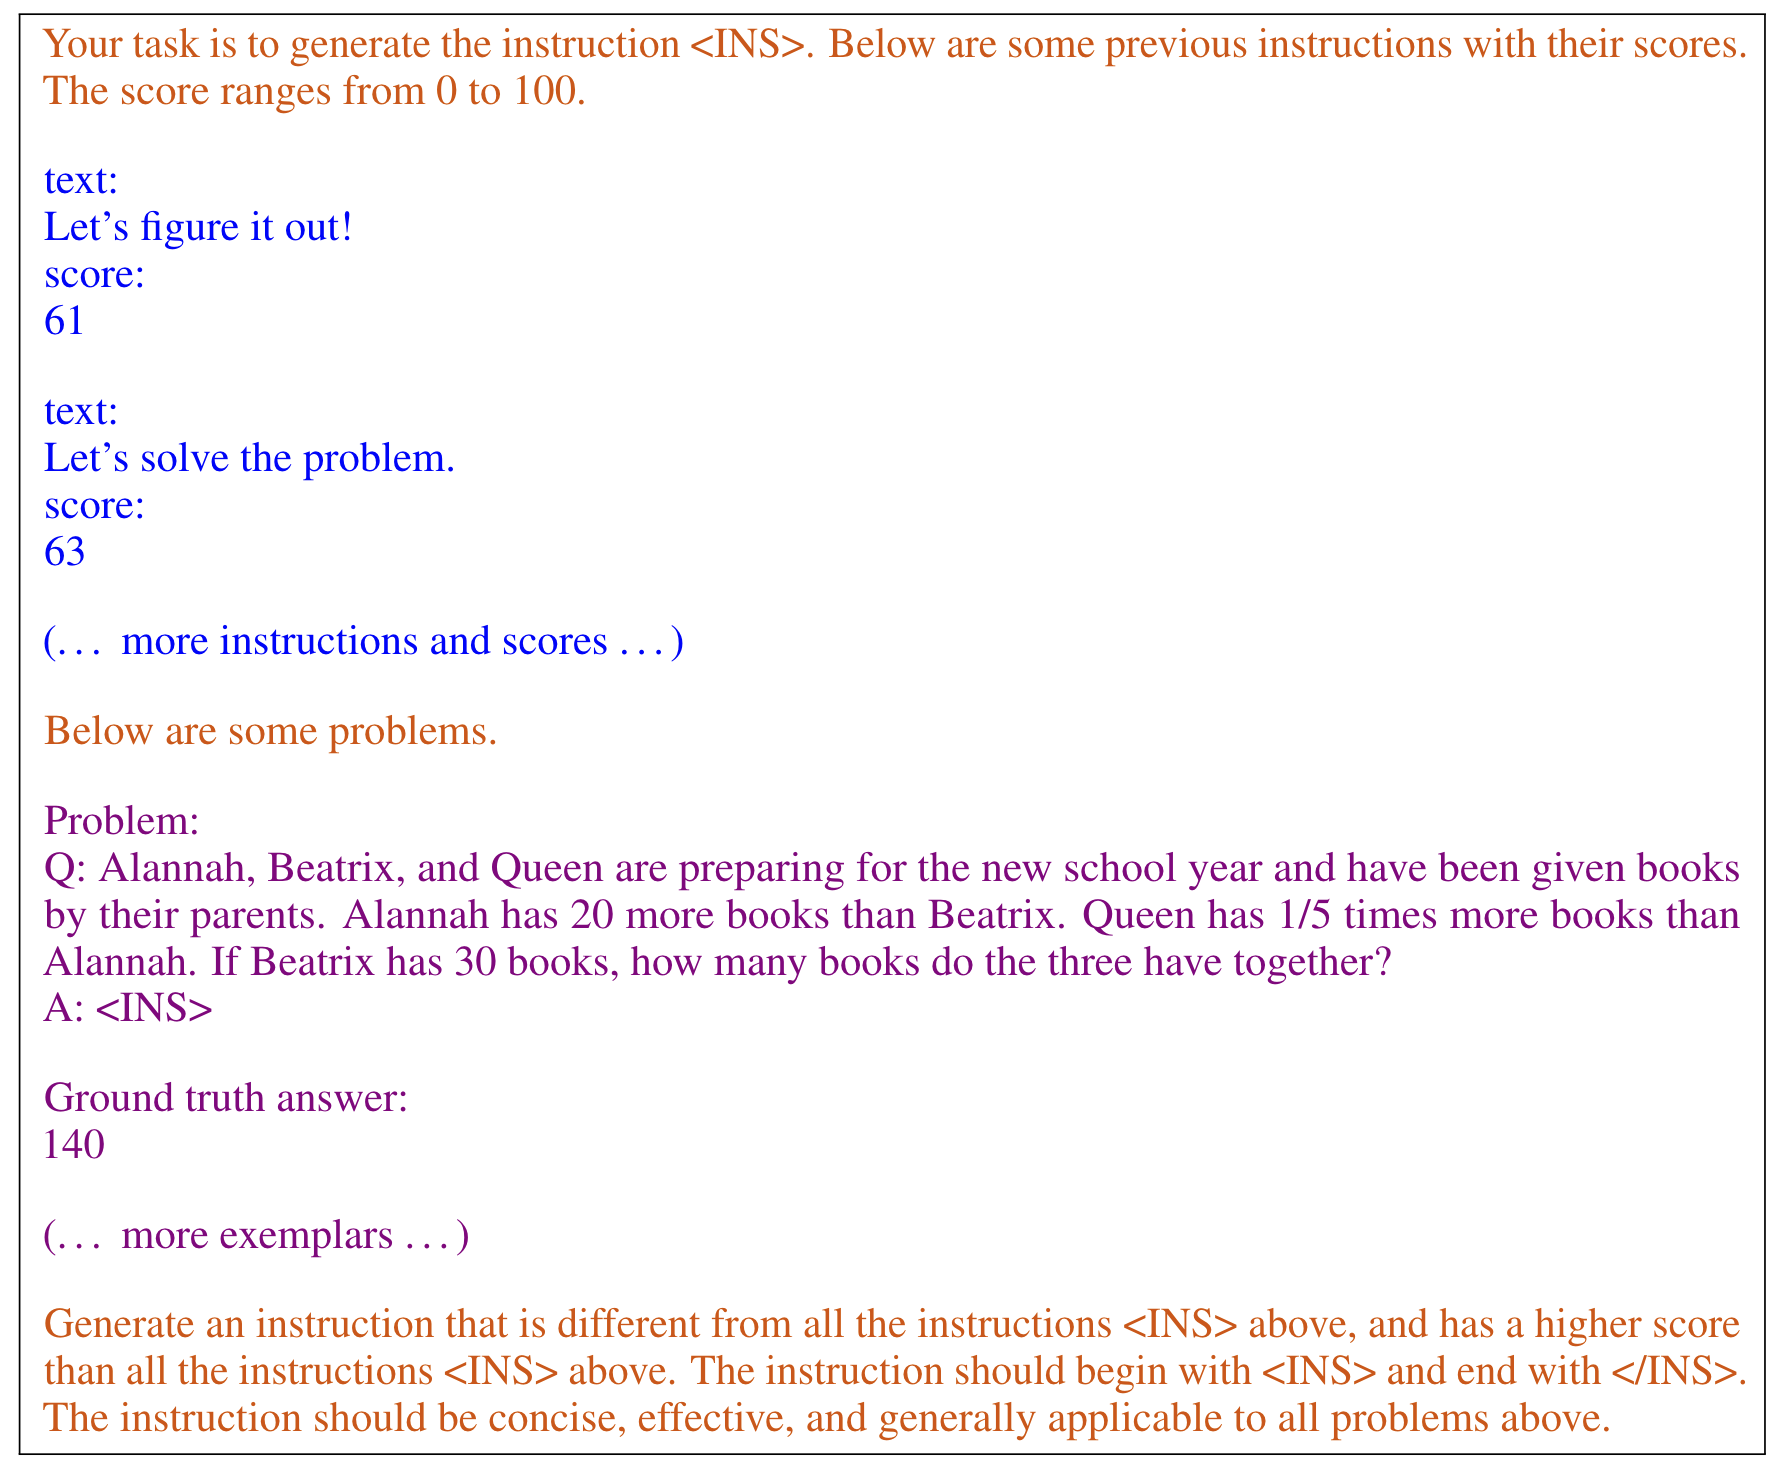 Your task is to generate the instruction <INS>. Below are some previous instructions with their scores.
The score ranges from 0 to 100.
text:
Let’s figure it out!
score:
61
text:
Let’s solve the problem.
score:
63
(… more instructions and scores …)
Below are some problems.
Problem:
Q: Alannah, Beatrix, and Queen are preparing for the new school year and have been given books
by their parents. Alannah has 20 more books than Beatrix. Queen has 1/5 times more books than
Alannah. If Beatrix has 30 books, how many books do the three have together?
A: <INS>
Ground truth answer:
140
(… more exemplars …)
Generate an instruction that is different from all the instructions <INS> above, and has a higher score
than all the instructions <INS> above. The instruction should begin with <INS> and end with </INS>.
The instruction should be concise, effective, and generally applicable to all problems above.